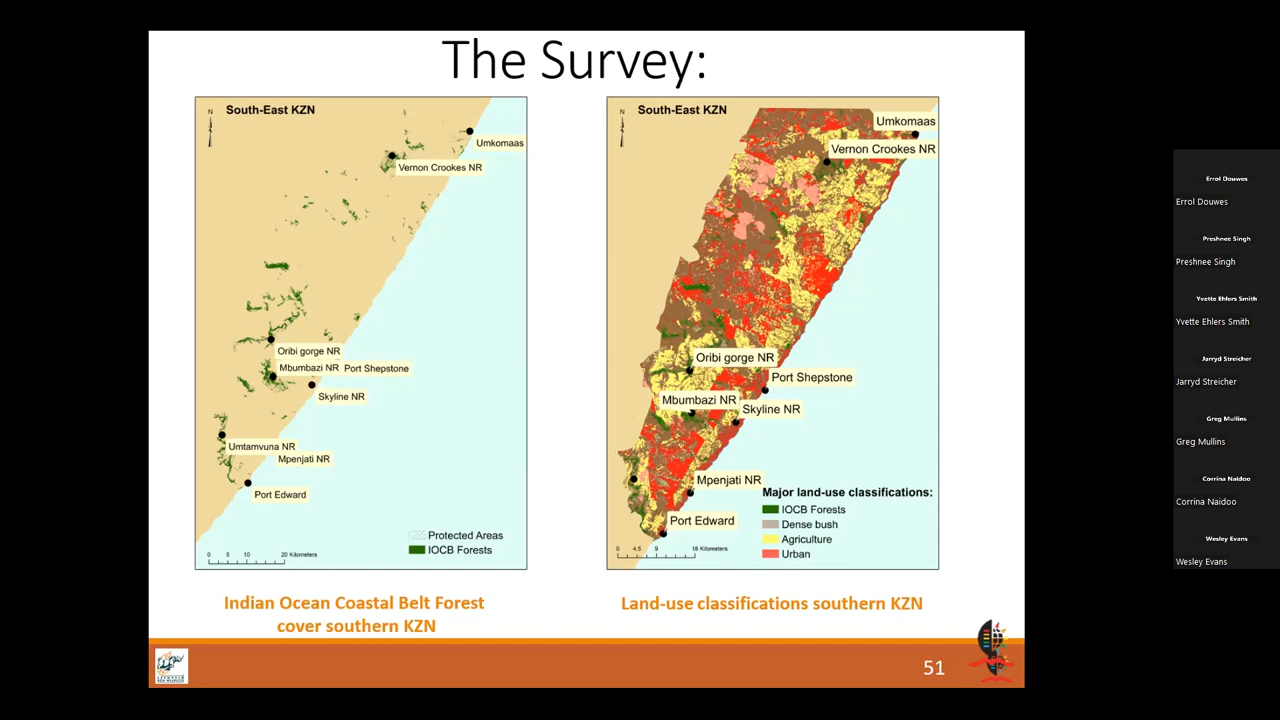 The Survey:
South-East KZN
N
Umkomaas
Vernon Crookes NR
Oribi gorge NR
Mbumbazi NR
Port Shepstone
Skyline NR
Umtamvuna NR
Mpenjati NR
Port Edward
Protected Areas
IOCB Forests
0 5 10 20 Kilometers
Indian Ocean Coastal Belt Forest
cover southern KZN
South-East KZN
N
Umkomaas
Vernon Crookes NR
Oribi gorge NR
Port Shepstone
Mbumbazi NR
Skyline NR
Mpenjati NR
Port Edward
Major land-use classifications:
IOCB Forests
Dense bush
Agriculture
Urban
0 4.5 9 18 Kilometers
Land-use classifications southern KZN
51
Errol Douwes
Errol Douwes
Preshnee Singh
Preshnee Singh
Yvette Ehlers Smith
Yvette Ehlers Smith
Jarryd Streicher
Jarryd Streicher
Greg Mullins
Greg Mullins
Corrina Naidoo
Corrina Naidoo
Wesley Evans
Wesley Evans